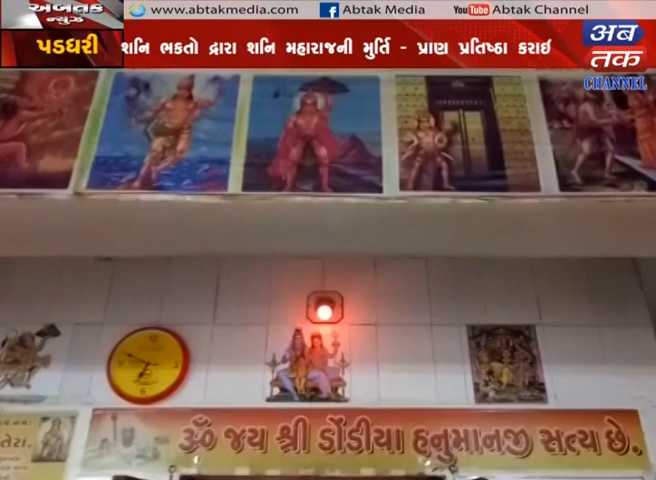 અબતક
ન્યુઝ
www.abtakmedia.com
Abtak Media
YouTube Abtak Channel
પડધરી
શનિ ભકતો દ્વારા શનિ મહારાજની મુર્તિ - પ્રાણ પ્રતિષ્ઠા કરાઇ
अब
तक
CHANNEL
ૐ જય શ્રી ડોંડીયા હનુમાનજી સત્ય છે.
તેરા.